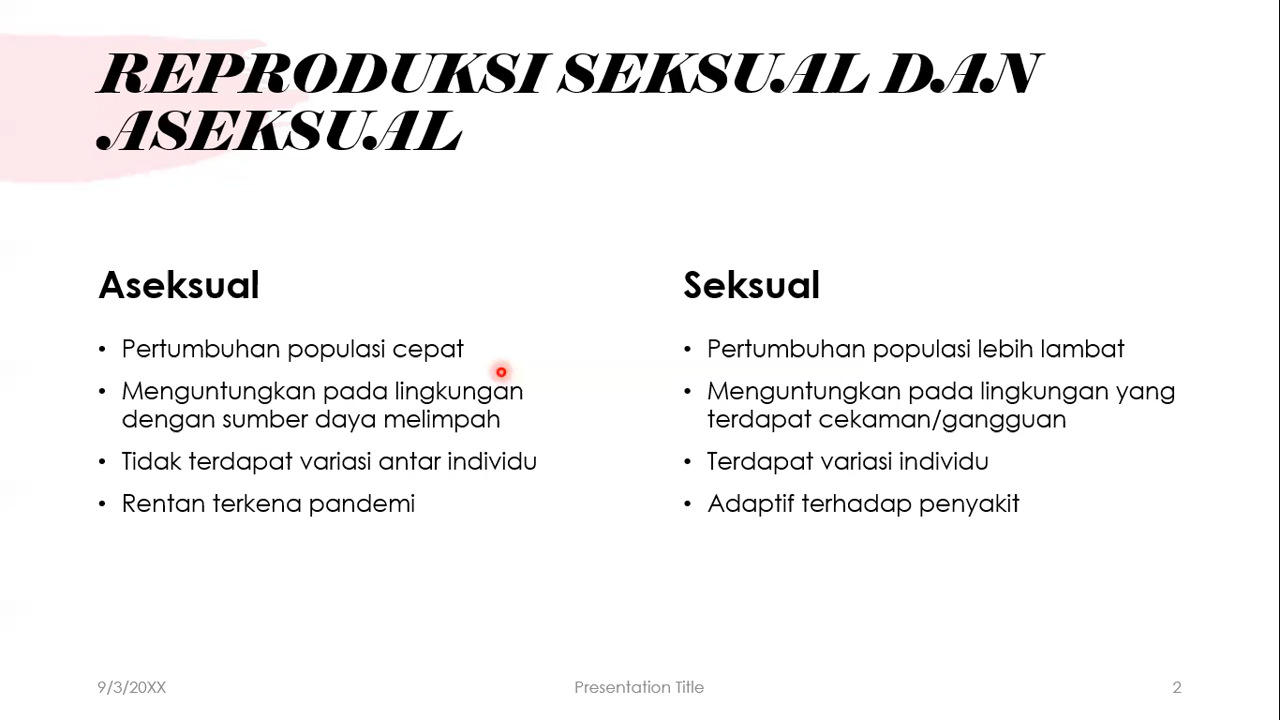 REPRODUKSI SEKSUAL DAN
ASEKSUAL
Aseksual
• Pertumbuhan populasi cepat
• Menguntungkan pada lingkungan
dengan sumber daya melimpah
• Tidak terdapat variasi antar individu
• Rentan terkena pandemi
Seksual
• Pertumbuhan populasi lebih lambat
• Menguntungkan pada lingkungan yang
terdapat cekaman/gangguan
• Terdapat variasi individu
• Adaptif terhadap penyakit
9/3/20XX
Presentation Title
2